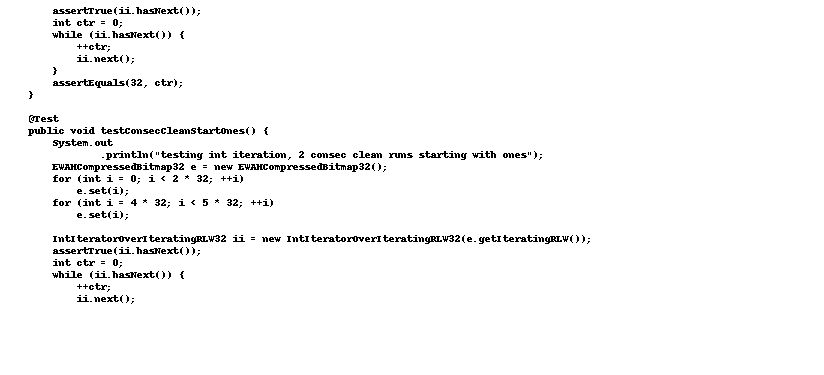 assertTrue(ii.hasNext());
    int ctr = 0;
    while (ii.hasNext()) {
        ++ctr;
        ii.next();
    }
    assertEquals(32, ctr);
}

@Test
public void testConsecCleanStartOnes() {
    System.out
            .println("testing int iteration, 2 consec clean runs starting with ones");
    EWAHCompressedBitmap32 e = new EWAHCompressedBitmap32();
    for (int i = 0; i < 2 * 32; ++i)
        e.set(i);
    for (int i = 4 * 32; i < 5 * 32; ++i)
        e.set(i);

    IntIteratorOverIteratingRLW32 ii = new IntIteratorOverIteratingRLW32(e.getIteratingRLW());
    assertTrue(ii.hasNext());
    int ctr = 0;
    while (ii.hasNext()) {
        ++ctr;
        ii.next();